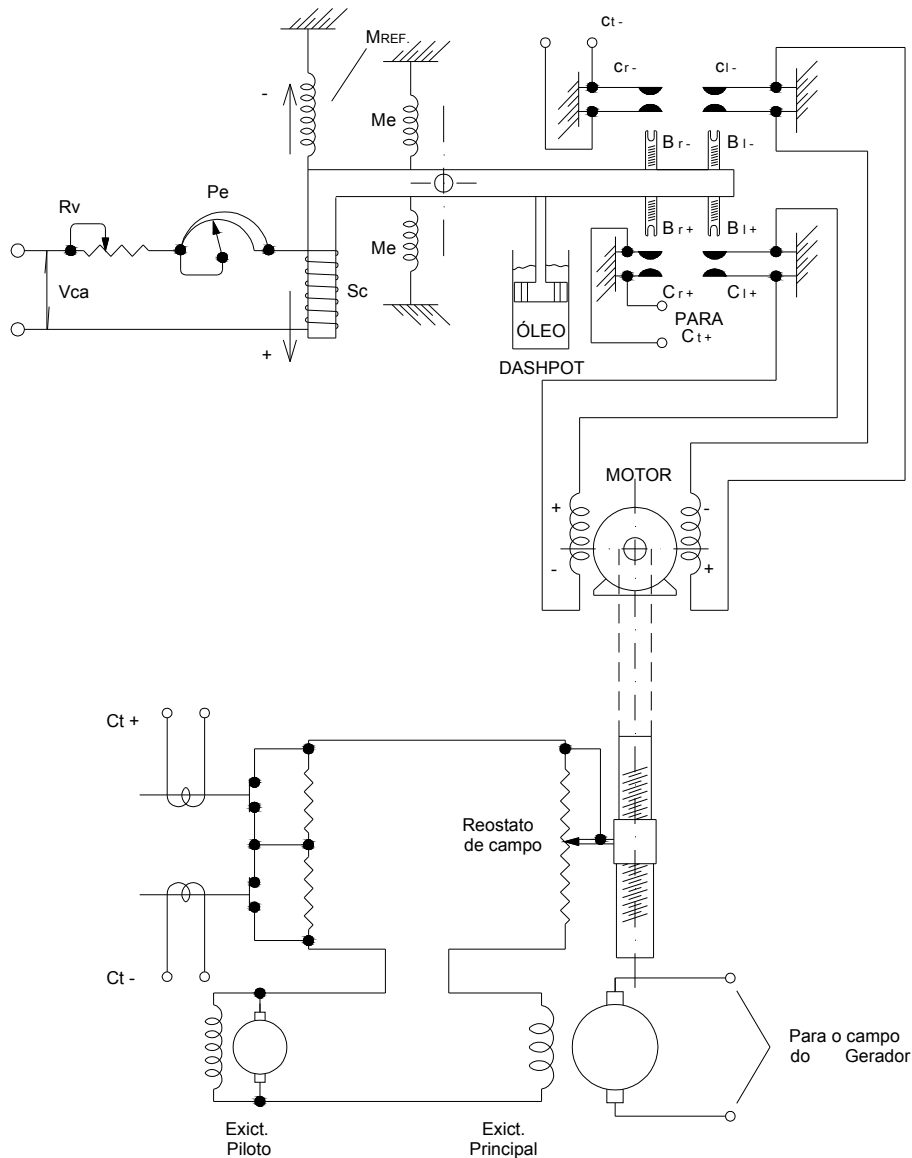 Ct-
MREF.
Cr-
Cl-
-
Me
Br-
Bl-
Pe
Rv
Me
Br+
Bl+
Vca
Sc
Cr+
Cl+
+
ÓLEO
PARA
Ct+
DASHPOT
MOTOR
+
-
-
+
Ct +
Reostato
de campo
Ct -
Para o campo
do Gerador
Exict.
Piloto
Exict.
Principal